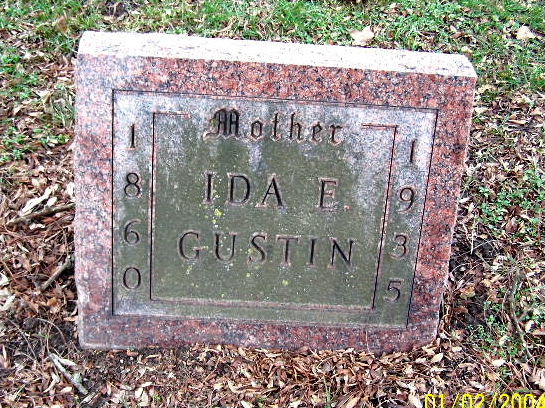 Mother
IDA E.
GUSTIN
1860
1935
01/02/2004